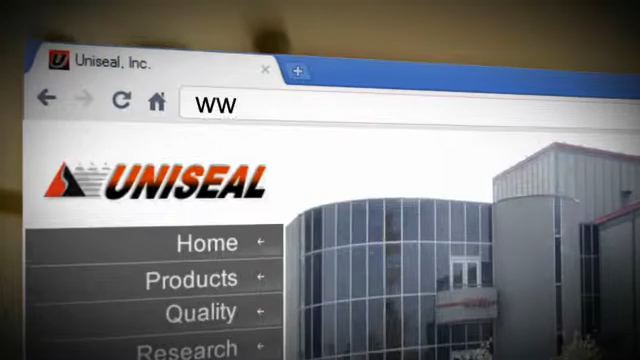 Uniseal, Inc.
WW
UNISEAL
Home
Products
Quality
Research